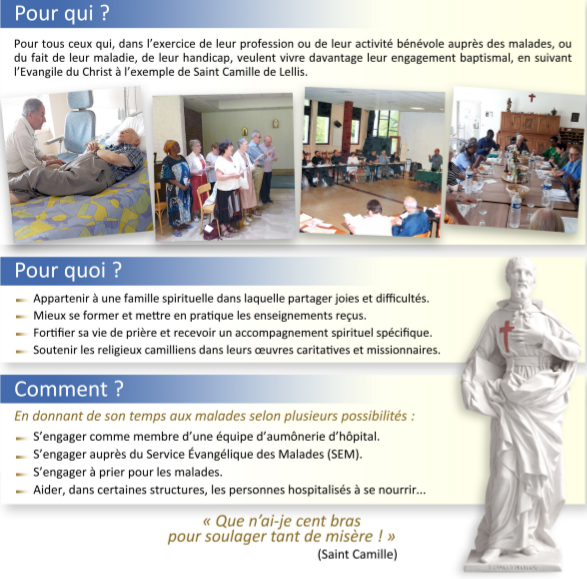 Pour qui ?
Pour tous ceux qui, dans l'exercice de leur profession ou de leur activité bénévole auprès des malades, ou
du fait de leur maladie, de leur handicap, veulent vivre davantage leur engagement baptismal, en suivant
l'Evangile du Christ à l'exemple de Saint Camille de Lellis.
Pour quoi ?
Appartenir à une famille spirituelle dans laquelle partager joies et difficultés.
Mieux se former et mettre en pratique les enseignements reçus.
Fortifier sa vie de prière et recevoir un accompagnement spirituel spécifique.
Soutenir les religieux camilliens dans leurs œuvres caritatives et missionnaires.
Comment ?
En donnant de son temps aux malades selon plusieurs possibilités :
S'engager comme membre d'une équipe d'aumônerie d'hôpital.
S'engager auprès du Service Évangélique des Malades (SEM).
S'engager à prier pour les malades.
Aider, dans certaines structures, les personnes hospitalisés à se nourrir...
« Que n'ai-je cent bras
pour soulager tant de misère ! »
(Saint Camille)